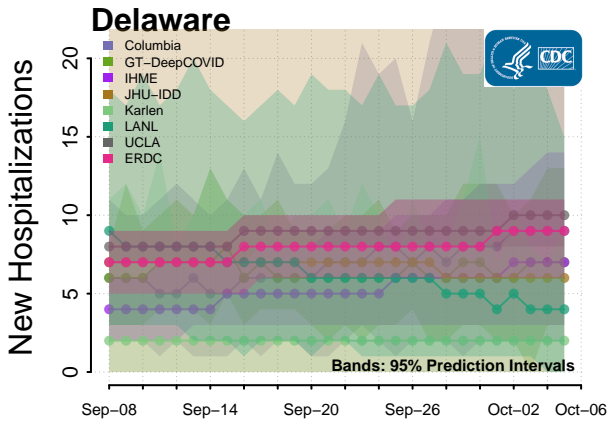 Delaware
Columbia
GT–DeepCOVID
IHME
JHU–IDD
Karlen
LANL
UCLA
ERDC
CDC
New Hospitalizations
20
15
10
5
0
Bands: 95% Prediction Intervals
Sep–08 Sep–14 Sep–20 Sep–26 Oct–02 Oct–06